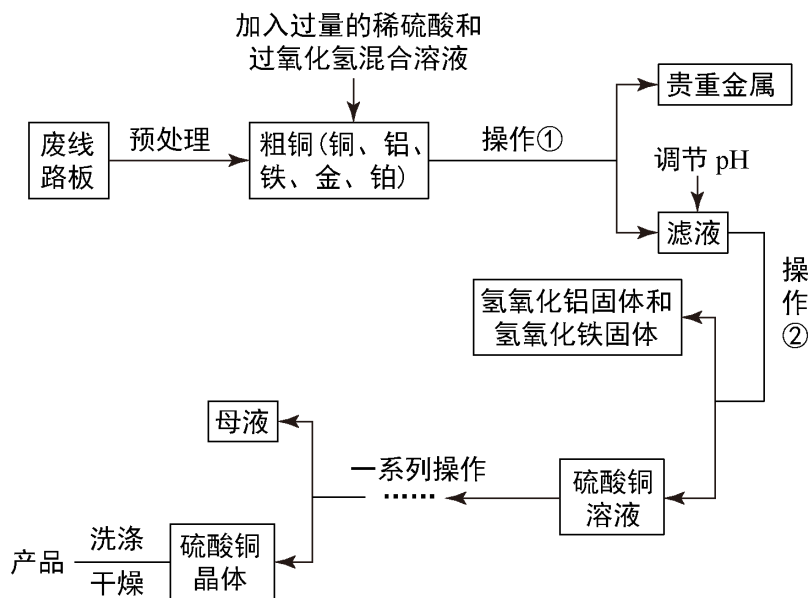 加入过量的稀硫酸和
过氧化氢混合溶液
贵重金属
废线
路板
预处理
粗铜(铜、铝、
铁、金、铂)
操作①
调节 pH
滤液
操
作
②
氢氧化铝固体和
氢氧化铁固体
母液
一系列操作
······
硫酸铜
溶液
产品
洗涤
干燥
硫酸铜
晶体